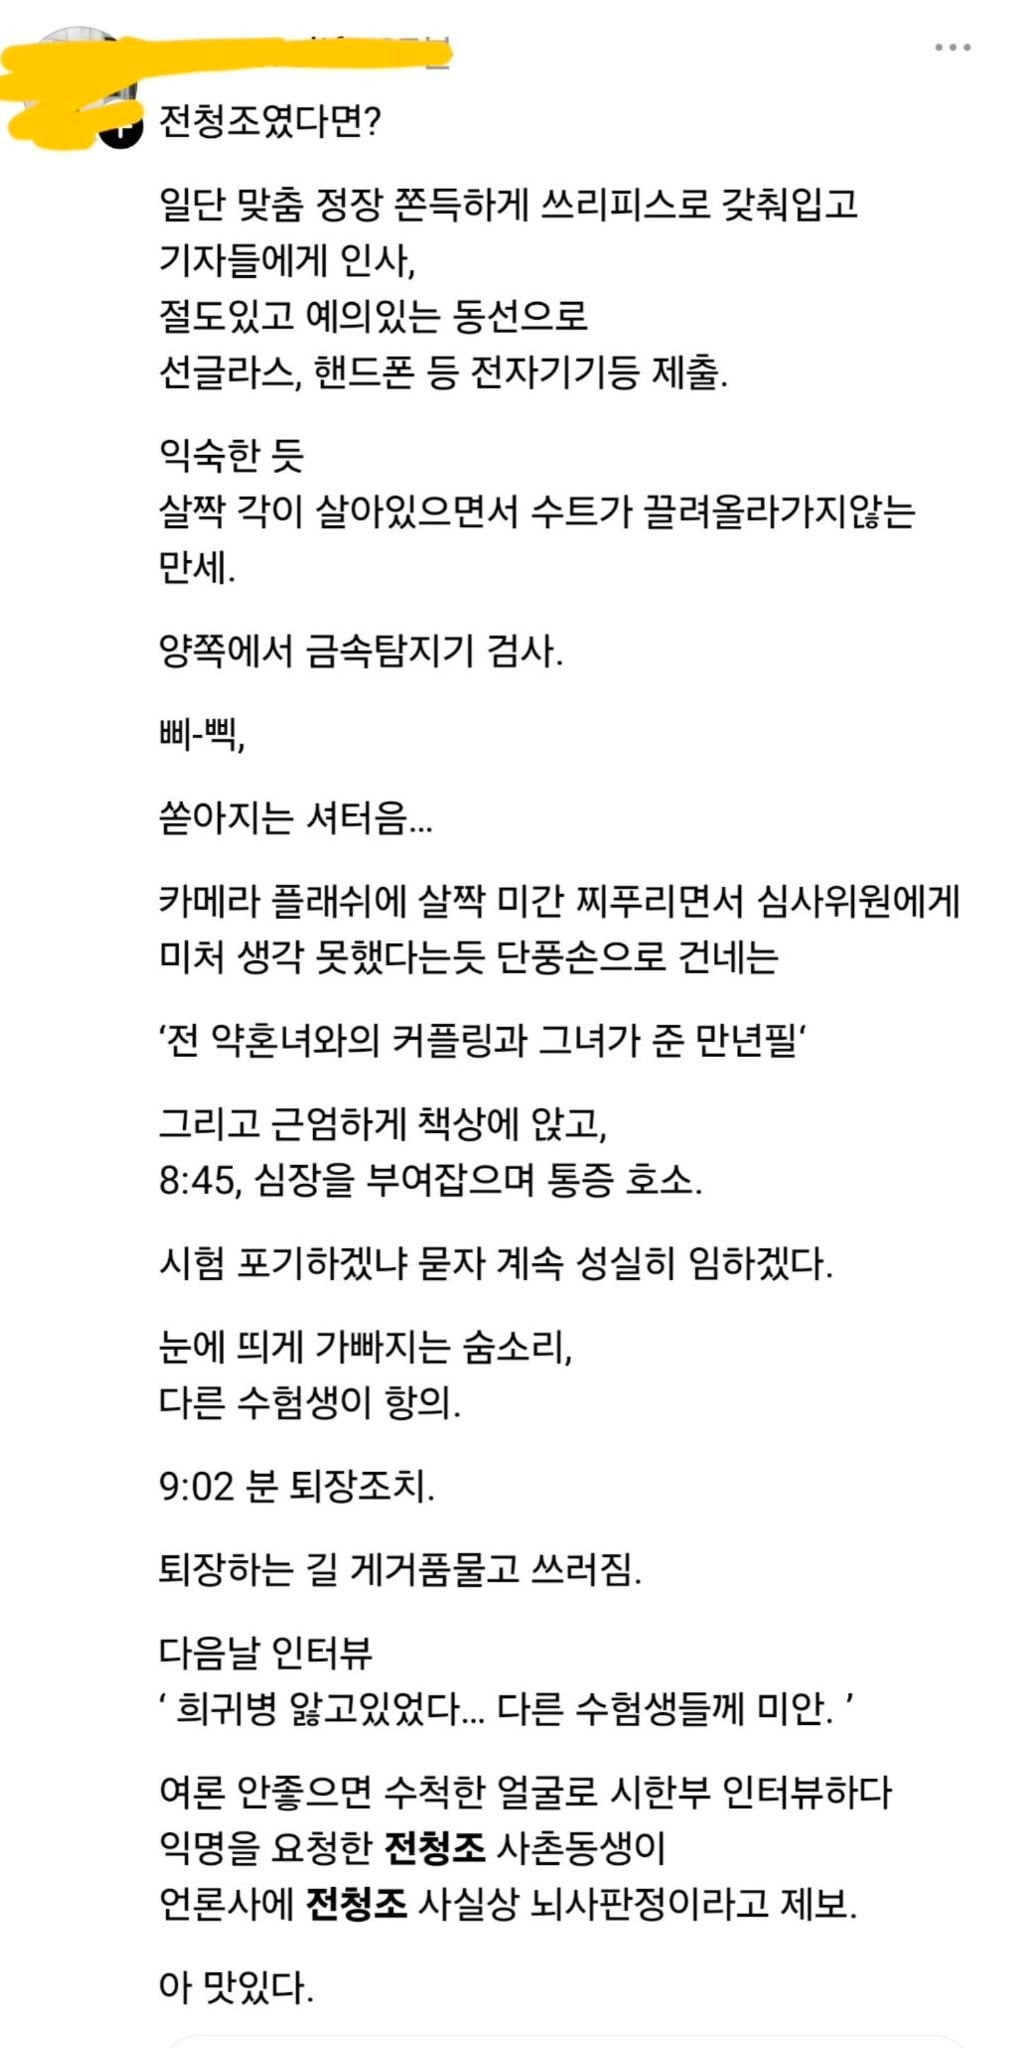 전청조였다면?
일단 맞춤 정장 쫀득하게 쓰리피스로 갖춰입고
기자들에게 인사,
절도있고 예의있는 동선으로
선글라스, 핸드폰 등 전자기기등 제출.
익숙한 듯
살짝 각이 살아있으면서 수트가 끌려올라가지않는
만세.
양쪽에서 금속탐지기 검사.
삐-삑,
쏟아지는 셔터음...
카메라 플래쉬에 살짝 미간 찌푸리면서 심사위원에게
미처 생각 못했다는듯 단풍손으로 건네는
‘전 약혼녀와의 커플링과 그녀가 준 만년필‘
그리고 근엄하게 책상에 앉고,
8:45, 심장을 부여잡으며 통증 호소.
시험 포기하겠냐 묻자 계속 성실히 임하겠다.
눈에 띄게 가빠지는 숨소리,
다른 수험생이 항의.
9:02 분 퇴장조치.
퇴장하는 길 게거품물고 쓰러짐.
다음날 인터뷰
‘ 희귀병 앓고있었다... 다른 수험생들께 미안. ’
여론 안좋으면 수척한 얼굴로 시한부 인터뷰하다
익명을 요청한 전청조 사촌동생이
언론사에 전청조 사실상 뇌사판정이라고 제보.
아 맛있다.